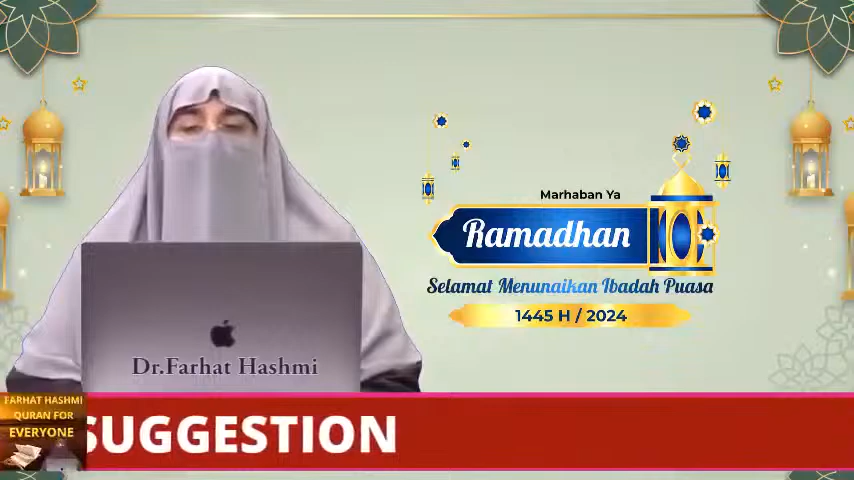 Marhaban Ya
Ramadhan
Selamat Menunaikan Ibadah Puasa
1445 H / 2024
Dr.Farhat Hashmi
FARHAT HASHMI
QURAN FOR
EVERYONE
SUGGESTION